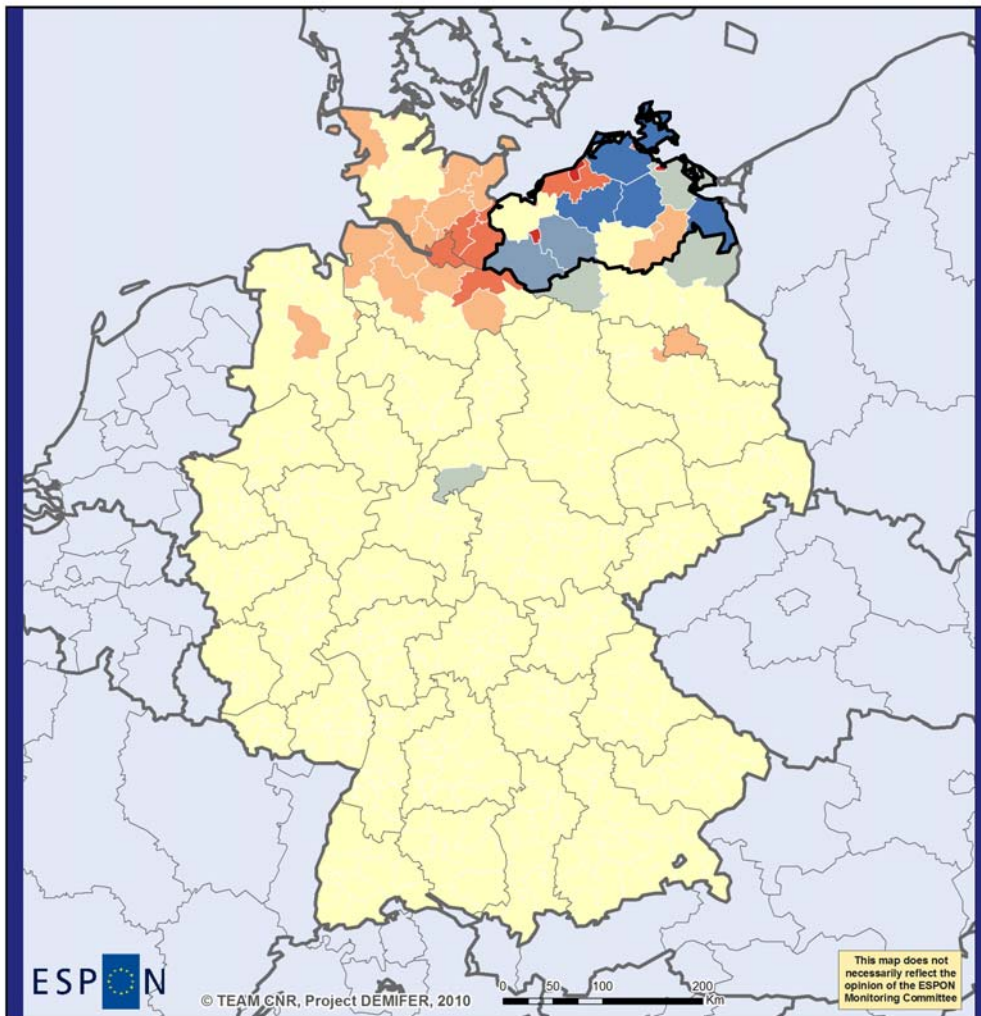 ESPON
© TEAM CNR, Project DEMIFER, 2010
0 50 100 200
Km
This map does not
necessarily reflect the
opinion of the ESPON
Monitoring Committee